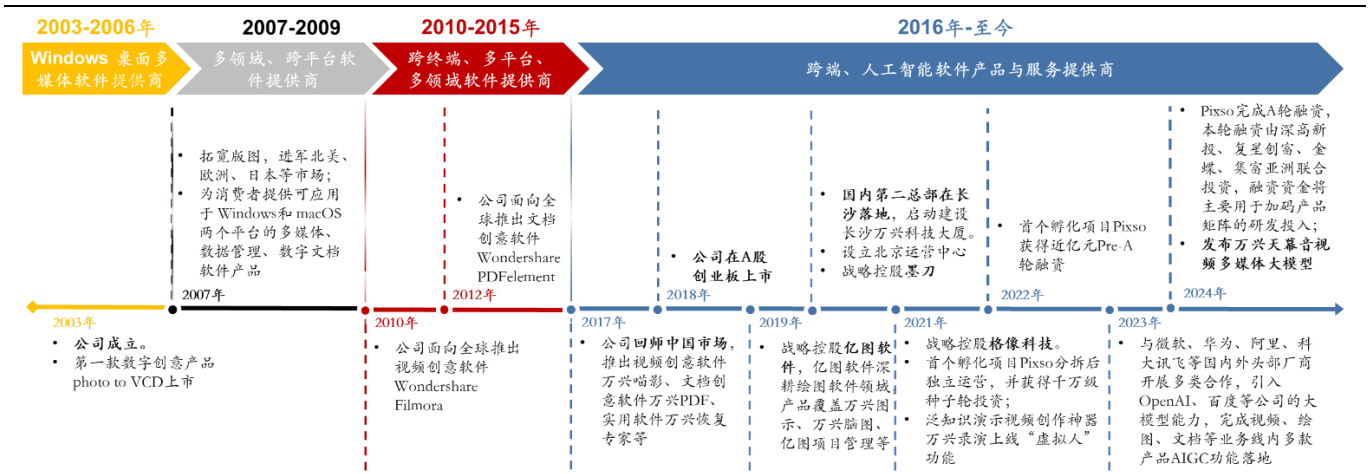 2003-2006年
2007-2009
2010-2015年
2016年-至今
Windows 桌面多
媒体软件提供商
多领域、跨平台软
件提供商
跨终端、多平台、
多领域软件提供商
跨端、人工智能软件产品与服务提供商
• 拓宽版图，进军北美、
欧洲、日本等市场；
• 为消费者提供可应用
于 Windows和 macOS
两个平台的多媒体、
数据管理、数字文档
软件产品
• 公司面向全
球推出文档
创意软件
Wondershare
PDFelement
• 公司在A股
创业板上市
• 国内第二总部在长
沙落地，启动建设
长沙万兴科技大厦。
• 设立北京运营中心
• 战略控股墨刀
• 首个孵化项目Pixso
获得近亿元Pre-A
轮融资
• Pixso完成A轮融资，
本轮融资由深高新
投、复星创富、金
蝶、集富亚洲联合
投资，融资资金将
主要用于加码产品
矩阵的研发投入；
• 发布万兴天幕音视
频多媒体大模型
2007年
2012年
2018年
2020年
2022年
2024年
2003年
2010年
2017年
2019年
2021年
2023年
• 公司成立。
• 第一款数字创意产品
photo to VCD上市
• 公司面向全球推出
视频创意软件
Wondershare
Filmora
• 公司回师中国市场，
推出视频创意软件
万兴喵影、文档创
意软件万兴PDF、
实用软件万兴恢复
专家等
• 战略控股亿图软
件，亿图软件深
耕绘图软件领域，
产品覆盖万兴图
示、万兴脑图、
亿图项目管理等
• 战略控股格像科技。
• 首个孵化项目Pixso分拆后
独立运营，并获得千万级
种子轮投资；
• 泛知识演示视频创作神器
万兴录演上线“虚拟人”
功能
• 与微软、华为、阿里、科
大讯飞等国内外头部厂商
开展多类合作，引入
OpenAI、百度等公司的大
模型能力，完成视频、绘
图、文档等业务线内多款
产品AIGC功能落地